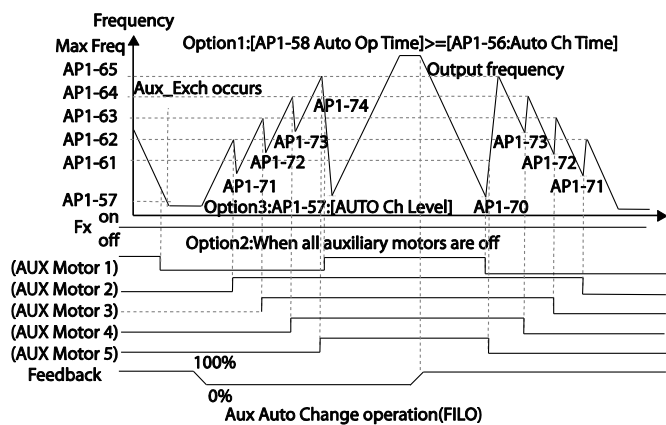 Frequency
Max Freq
Option1:[AP1-58 Auto Op Time]>=[AP1-56:Auto Ch Time]
AP1-65
Output frequency
AP1-64
Aux_Exch occurs
AP1-74
AP1-63
AP1-62
AP1-73
AP1-73
AP1-61
AP1-72
AP1-72
AP1-71
AP1-71
AP1-57
Option3:AP1-57:[AUTO Ch Level]
AP1-70
on
Fx
off
Option2:When all auxiliary motors are off
(AUX Motor 1)
(AUX Motor 2)
(AUX Motor 3)
(AUX Motor 4)
(AUX Motor 5)
100%
Feedback
0%
Aux Auto Change operation(FILO)